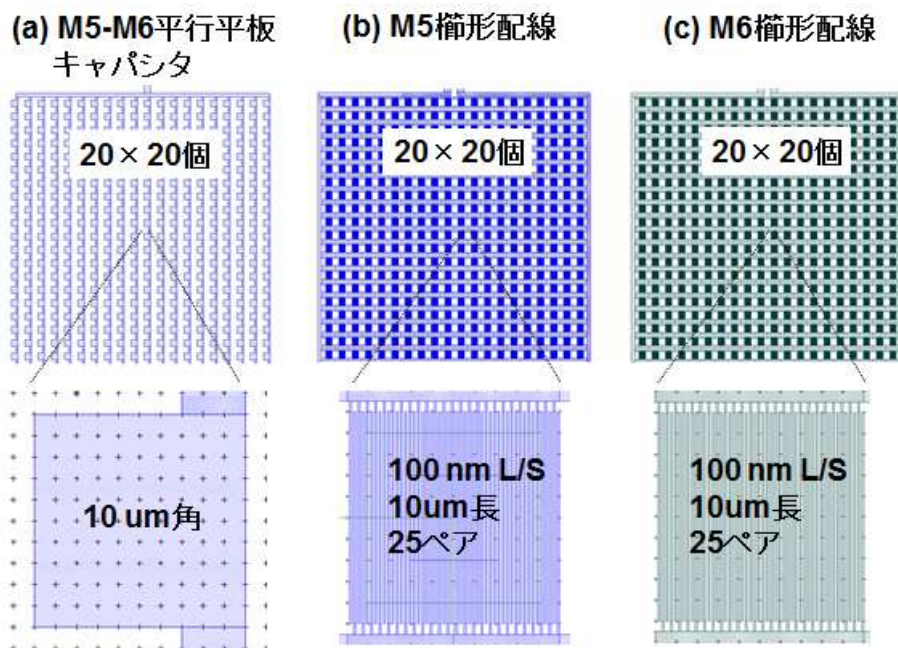 (a) M5-M6平行平板
キャパシタ
(b) M5櫛形配線
(c) M6櫛形配線
20×20個
20×20個
20×20個
10 um角
100 nm L/S
10um長
25ペア
100 nm L/S
10um長
25ペア